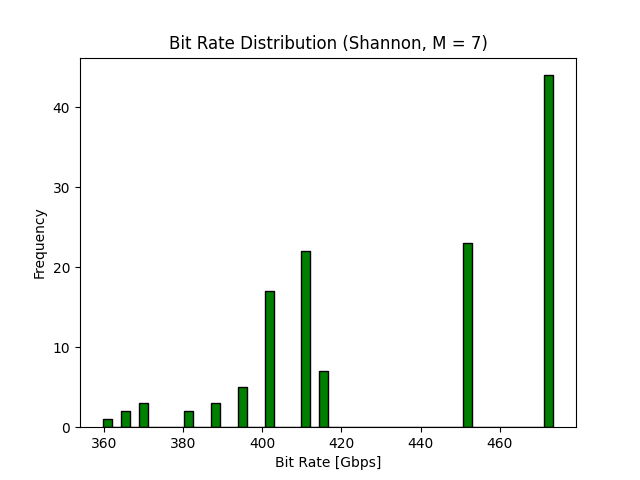 Bit Rate Distribution (Shannon, M = 7)
40
30
20
10
0
Frequency
360 380 400 420 440 460
Bit Rate [Gbps]